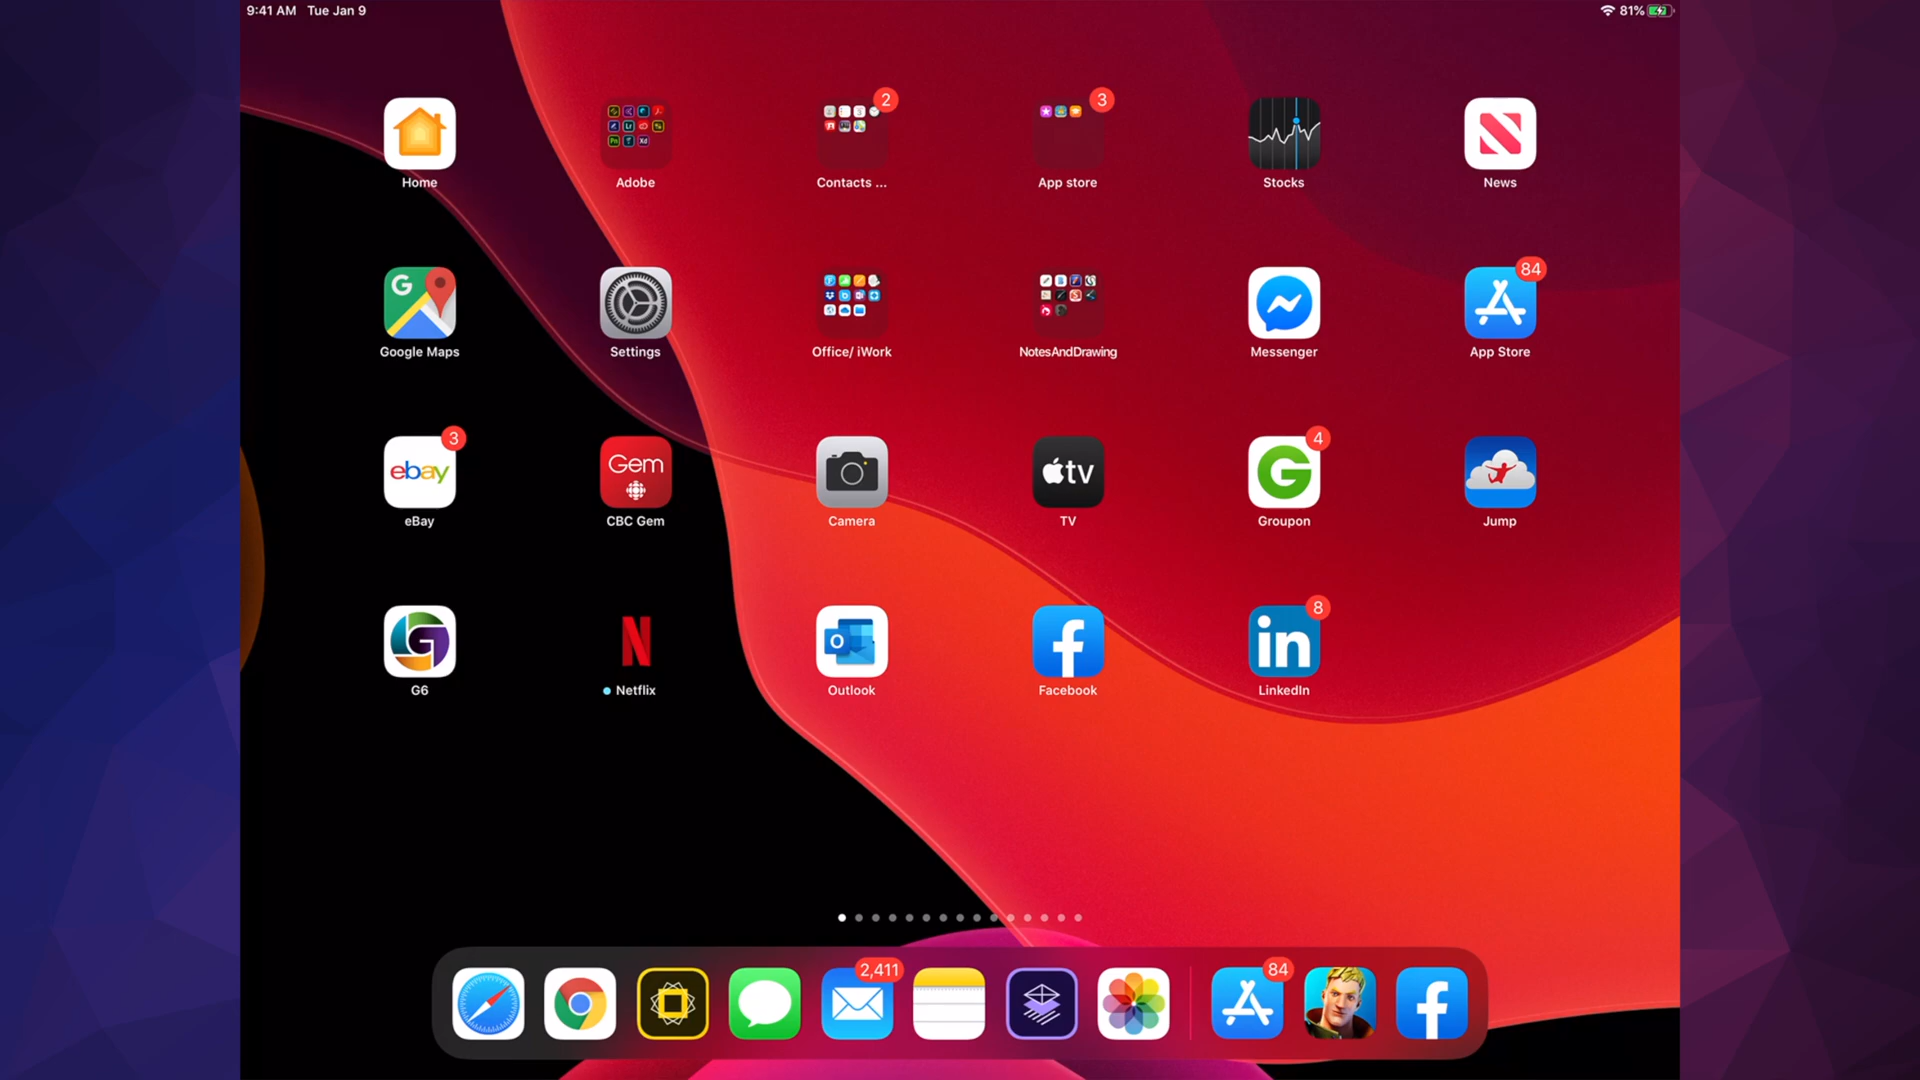 9:41 AM Tue Jan 9
81%
2
3
Home
Adobe
Contacts ...
App store
Stocks
News
84
Google Maps
Settings
Office/ iWork
NotesAndDrawing
Messenger
App Store
3
ebay
Gem
tv
4
eBay
CBC Gem
Camera
TV
Groupon
Jump
8
G6
Netflix
Outlook
Facebook
LinkedIn
2,411
84